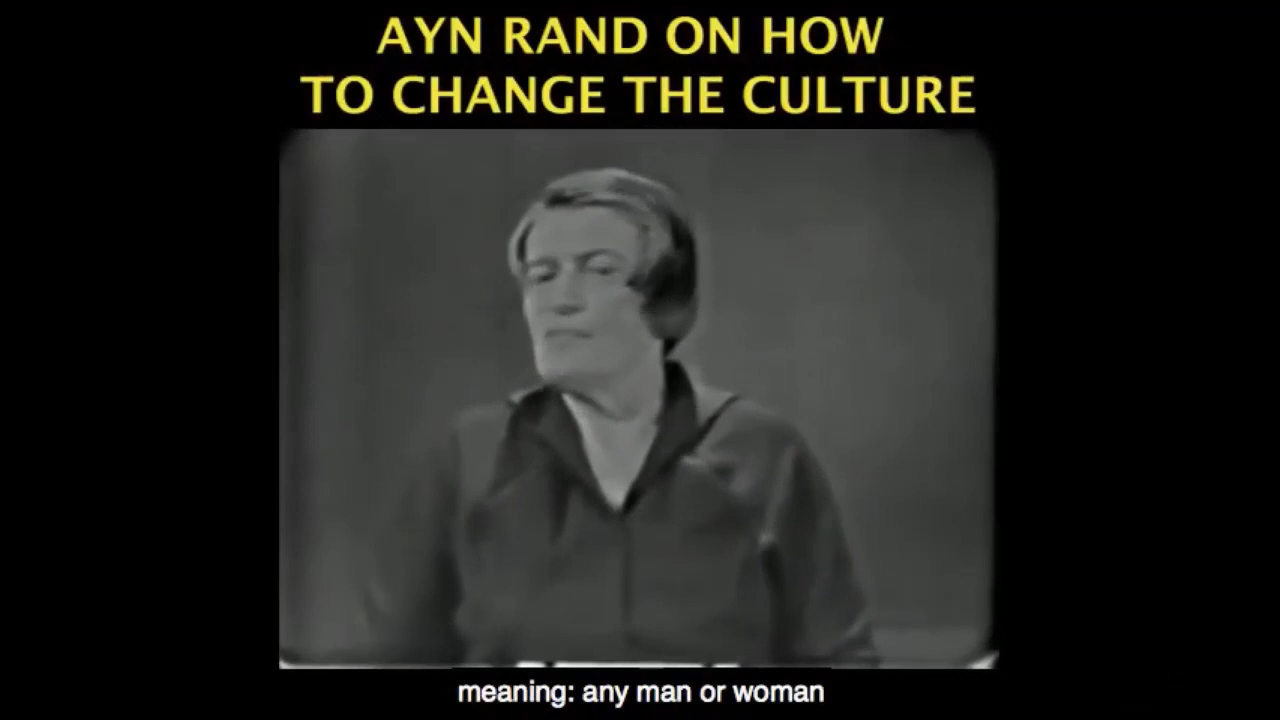 AYN RAND ON HOW
TO CHANGE THE CULTURE
meaning: any man or woman